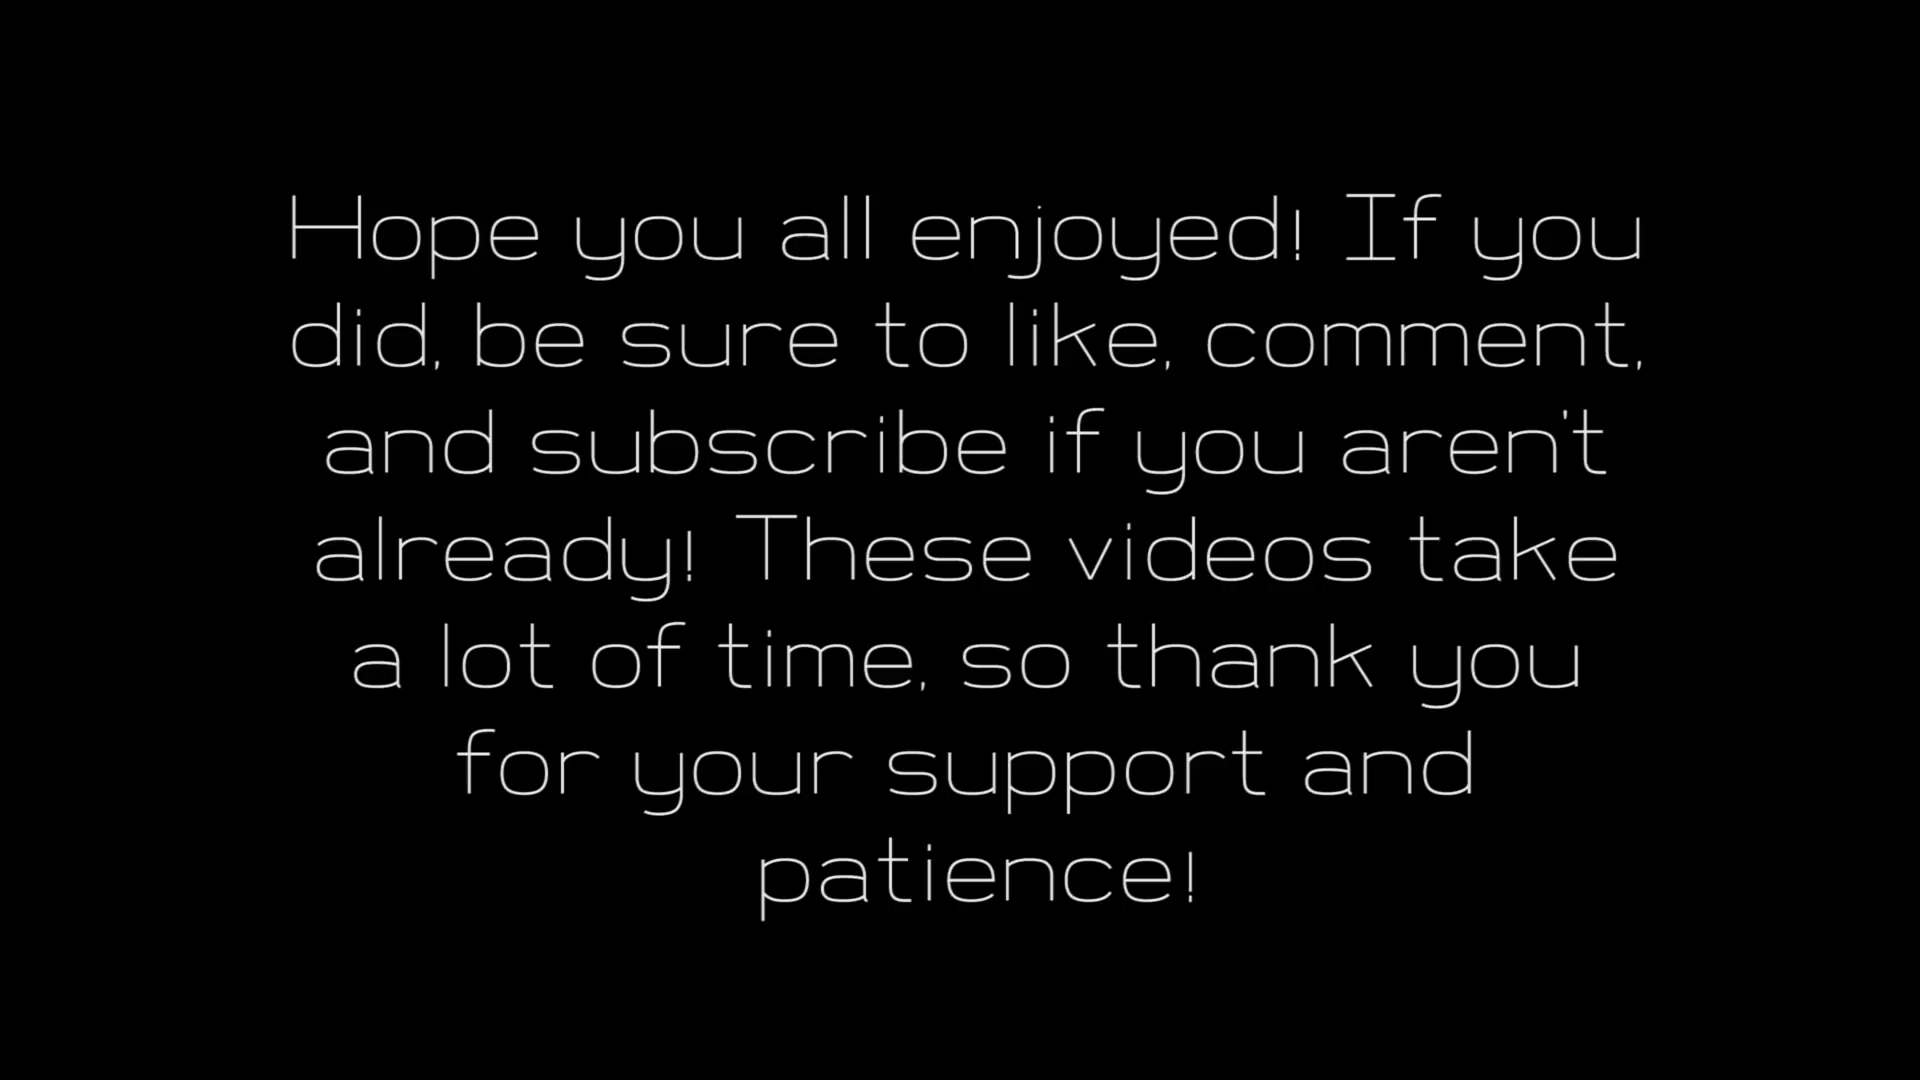 Hope you all enjoyed! If you
did, be sure to like, comment,
and subscribe if you aren't
already! These videos take
a lot of time, so thank you
for your support and
patience!